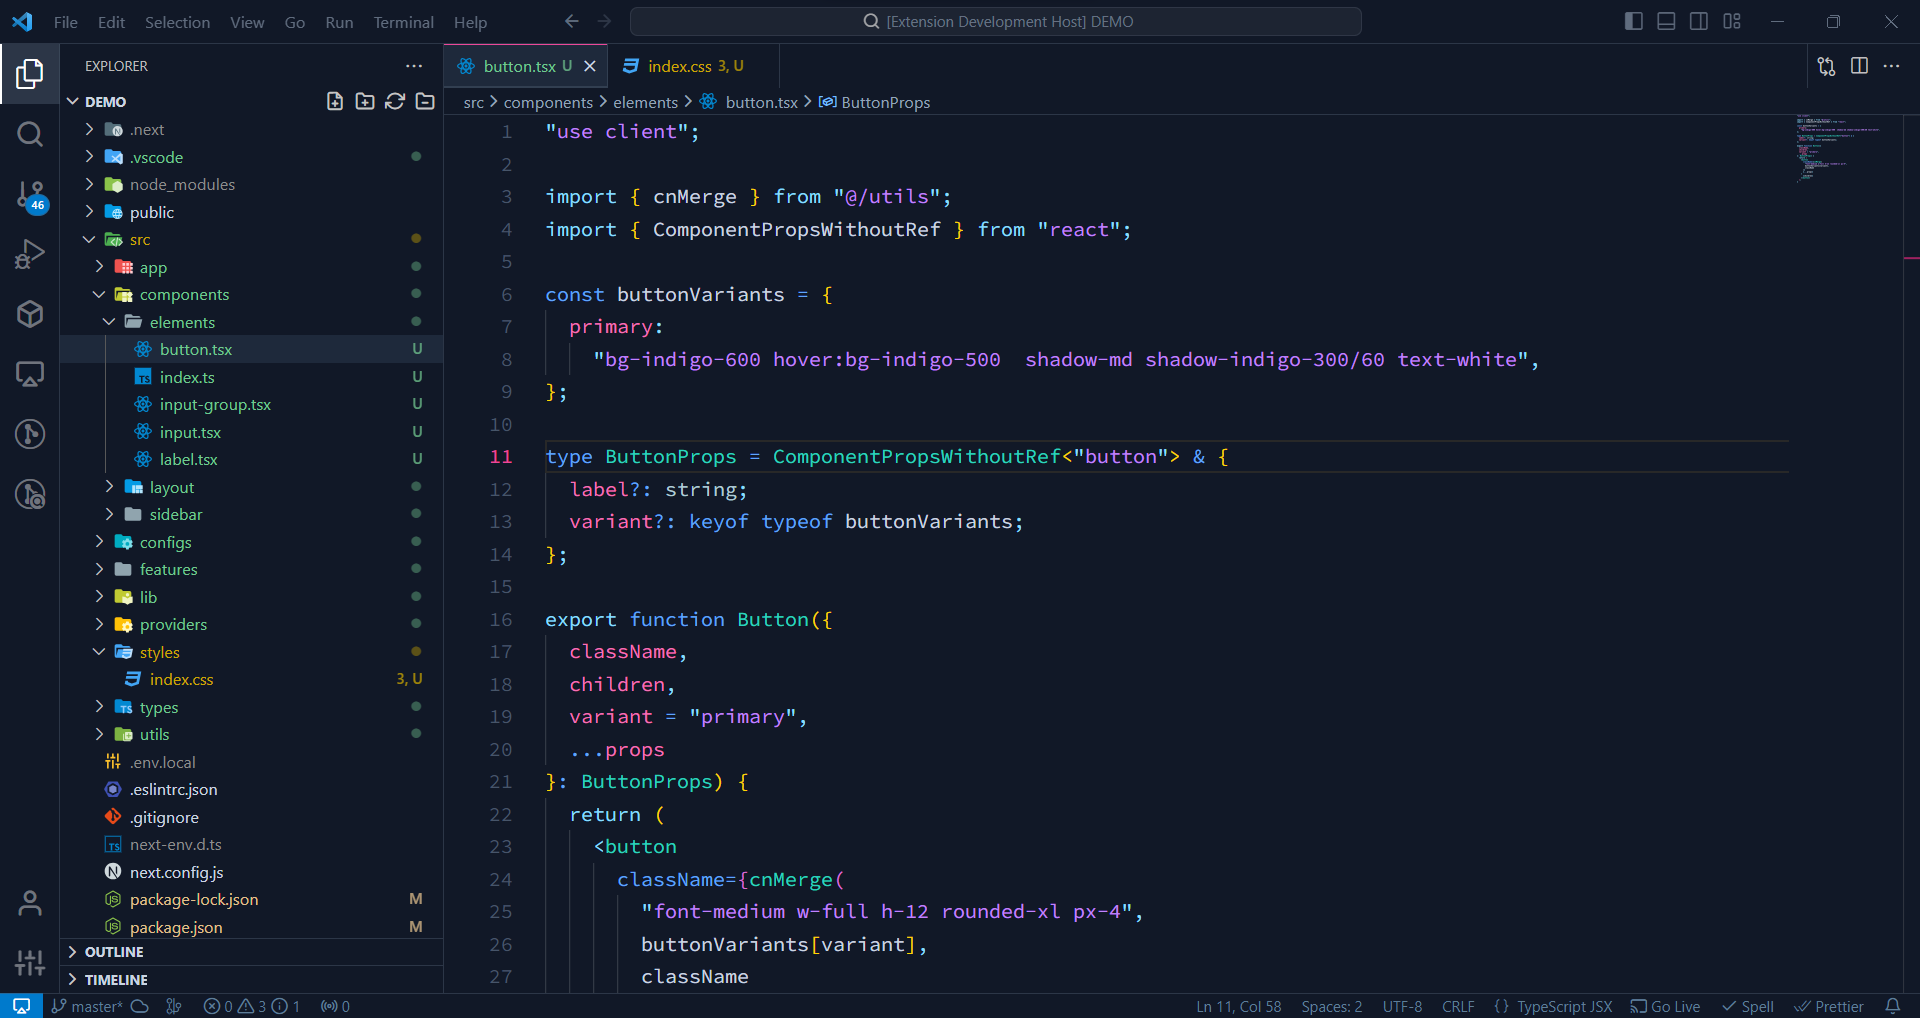 File Edit Selection View Go Run Terminal Help
[Extension Development Host] DEMO
EXPLORER
DEMO
.next
.vscode
node_modules
public
src
app
components
elements
button.tsx U
index.ts U
input-group.tsx U
input.tsx U
label.tsx U
layout
sidebar
configs
features
lib
providers
styles
index.css 3, U
types
utils
.env.local
.eslintrc.json
.gitignore
next-env.d.ts
next.config.js
package-lock.json M
package.json M
OUTLINE
TIMELINE
46
button.tsx U
index.css 3, U
src > components > elements > button.tsx > ButtonProps
1 "use client";
2
3 import { cnMerge } from "@/utils";
4 import { ComponentPropsWithoutRef } from "react";
5
6 const buttonVariants = {
7 primary:
8 "bg-indigo-600 hover:bg-indigo-500  shadow-md shadow-indigo-300/60 text-white",
9 };
10
11 type ButtonProps = ComponentPropsWithoutRef<"button"> & {
12 label?: string;
13 variant?: keyof typeof buttonVariants;
14 };
15
16 export function Button({
17 className,
18 children,
19 variant = "primary",
20 ...props
21 }: ButtonProps) {
22 return (
23 <button
24 className={cnMerge(
25 "font-medium w-full h-12 rounded-xl px-4",
26 buttonVariants[variant],
27 className
master* 0 3 1 0
Ln 11, Col 58 Spaces: 2 UTF-8 CRLF {} TypeScript JSX Go Live Spell Prettier